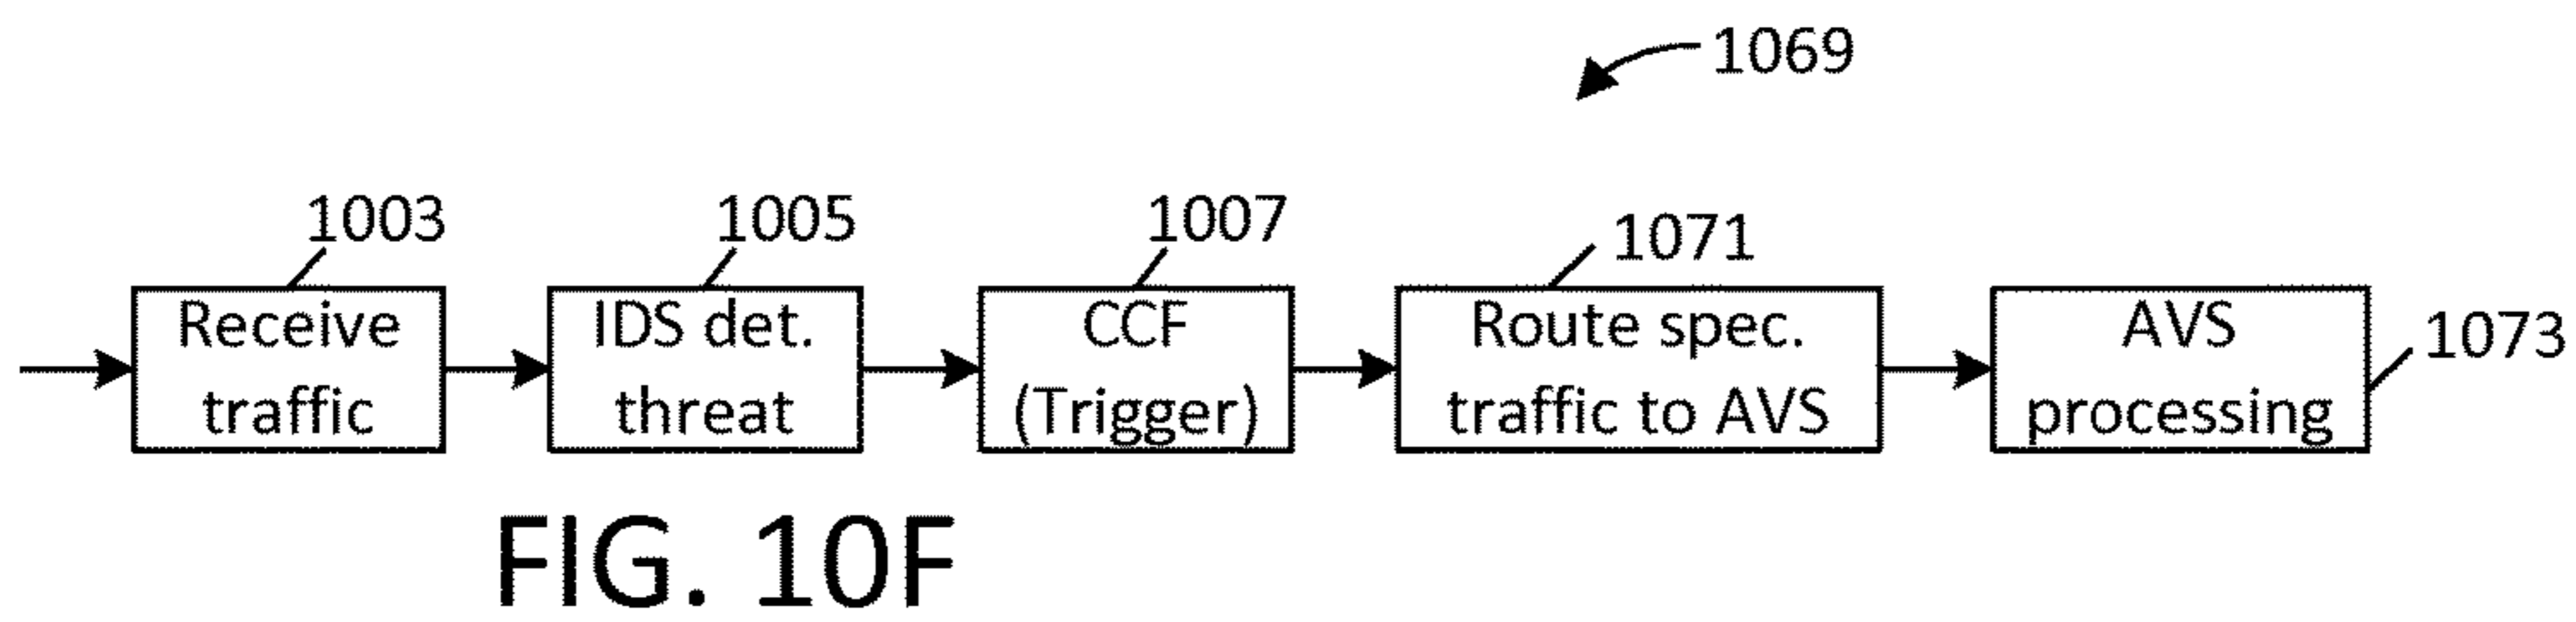 1069
1003
1005
1007
1071
1073
Receive
traffic
IDS det.
threat
CCF
(Trigger)
Route spec.
traffic to AVS
AVS
processing
FIG. 10F